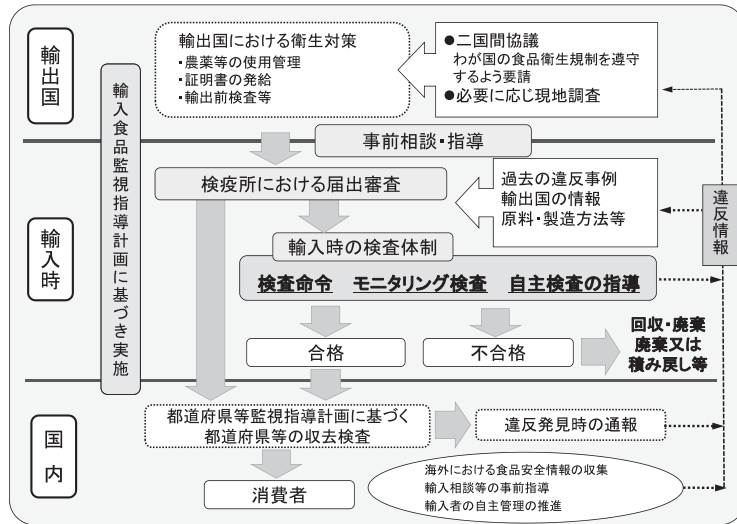 輸出国
輸入食品監視指導計画に基づき実施
輸出国における衛生対策
・農薬等の使用管理
・証明書の発給
・輸出前検査等
●二国間協議
わが国の食品衛生規制を遵守
するよう要請
●必要に応じ現地調査
事前相談・指導
輸入時
検疫所における届出審査
過去の違反事例
輸出国の情報
原料・製造方法等
違反情報
輸入時の検査体制
検査命令 モニタリング検査 自主検査の指導
合格
不合格
回収・廃棄
廃棄又は
積み戻し等
国内
都道府県等監視指導計画に基づく
都道府県等の収去検査
違反発見時の通報
消費者
海外における食品安全情報の収集
輸入相談等の事前指導
輸入者の自主管理の推進